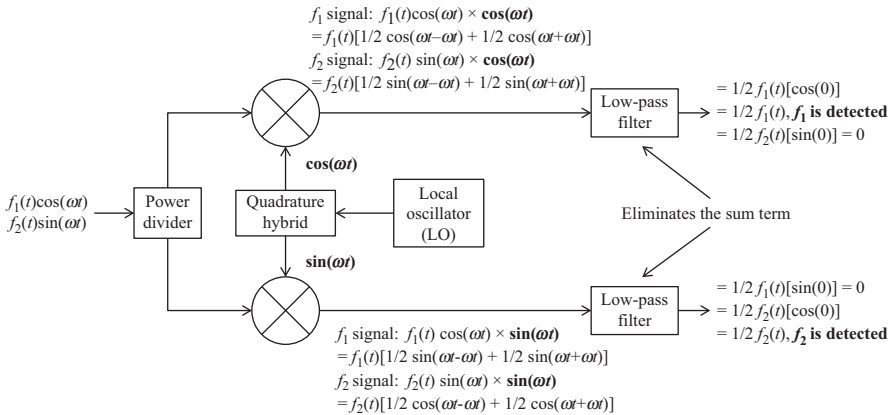 f₁ signal: f₁(t)cos(ωt) × cos(ωt)
= f₁(t)[1/2 cos(ωt–ωt) + 1/2 cos(ωt+ωt)]
f₂ signal: f₂(t) sin(ωt) × cos(ωt)
= f₂(t)[1/2 sin(ωt–ωt) + 1/2 sin(ωt+ωt)]
Low-pass
filter
= 1/2 f₁(t)[cos(0)]
= 1/2 f₁(t), f₁ is detected
= 1/2 f₂(t)[sin(0)] = 0
cos(ωt)
f₁(t)cos(ωt)
f₂(t)sin(ωt)
Power
divider
Quadrature
hybrid
Local
oscillator
(LO)
Eliminates the sum term
sin(ωt)
Low-pass
filter
= 1/2 f₁(t)[sin(0)] = 0
= 1/2 f₂(t)[cos(0)]
= 1/2 f₂(t), f₂ is detected
f₁ signal: f₁(t) cos(ωt) × sin(ωt)
= f₁(t)[1/2 sin(ωt-ωt) + 1/2 sin(ωt+ωt)]
f₂ signal: f₂(t) sin(ωt) × sin(ωt)
= f₂(t)[1/2 cos(ωt-ωt) + 1/2 cos(ωt+ωt)]